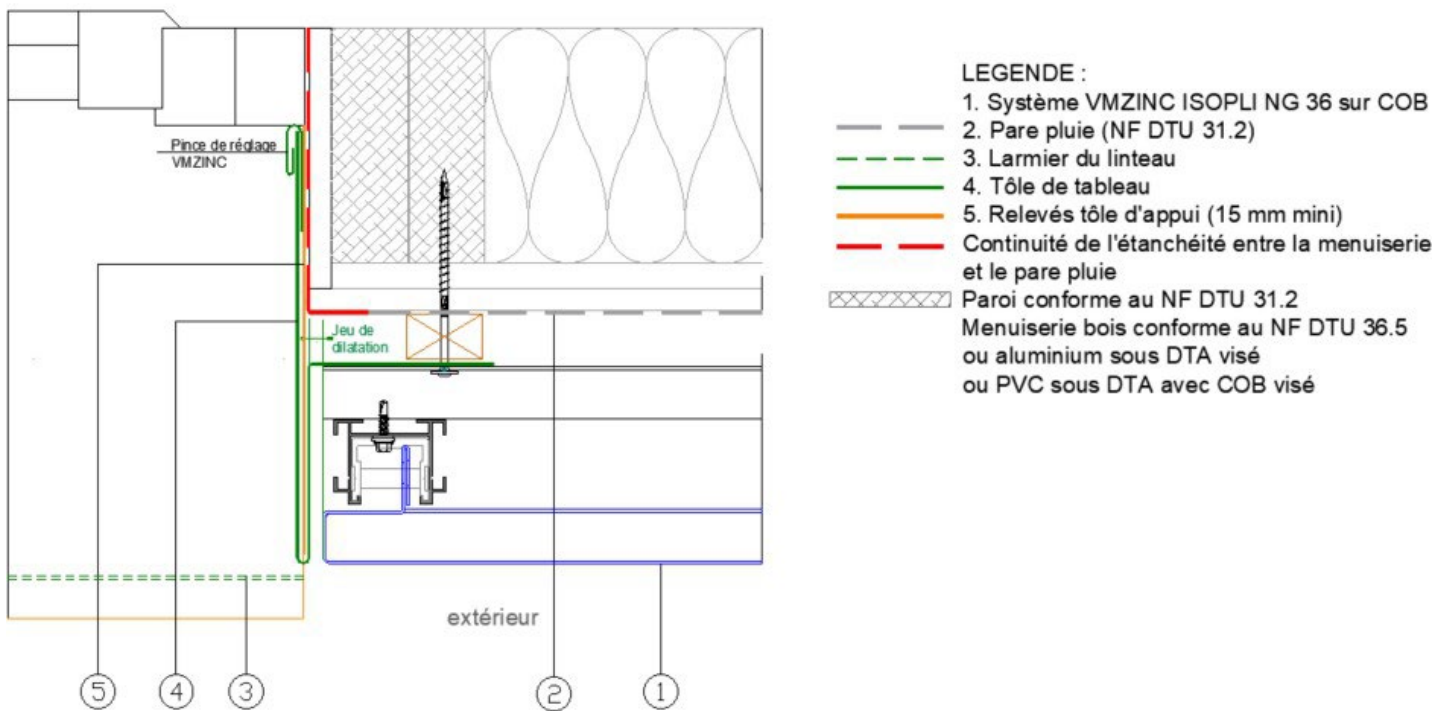 Pince de réglage
VMZINC
Jeu de
dilatation
extérieur
5
4
3
2
1
LEGENDE :
1. Système VMZINC ISOPLI NG 36 sur COB
2. Pare pluie (NF DTU 31.2)
3. Larmier du linteau
4. Tôle de tableau
5. Relevés tôle d'appui (15 mm mini)
Continuité de l'étanchéité entre la menuiserie
et le pare pluie
Paroi conforme au NF DTU 31.2
Menuiserie bois conforme au NF DTU 36.5
ou aluminium sous DTA visé
ou PVC sous DTA avec COB visé